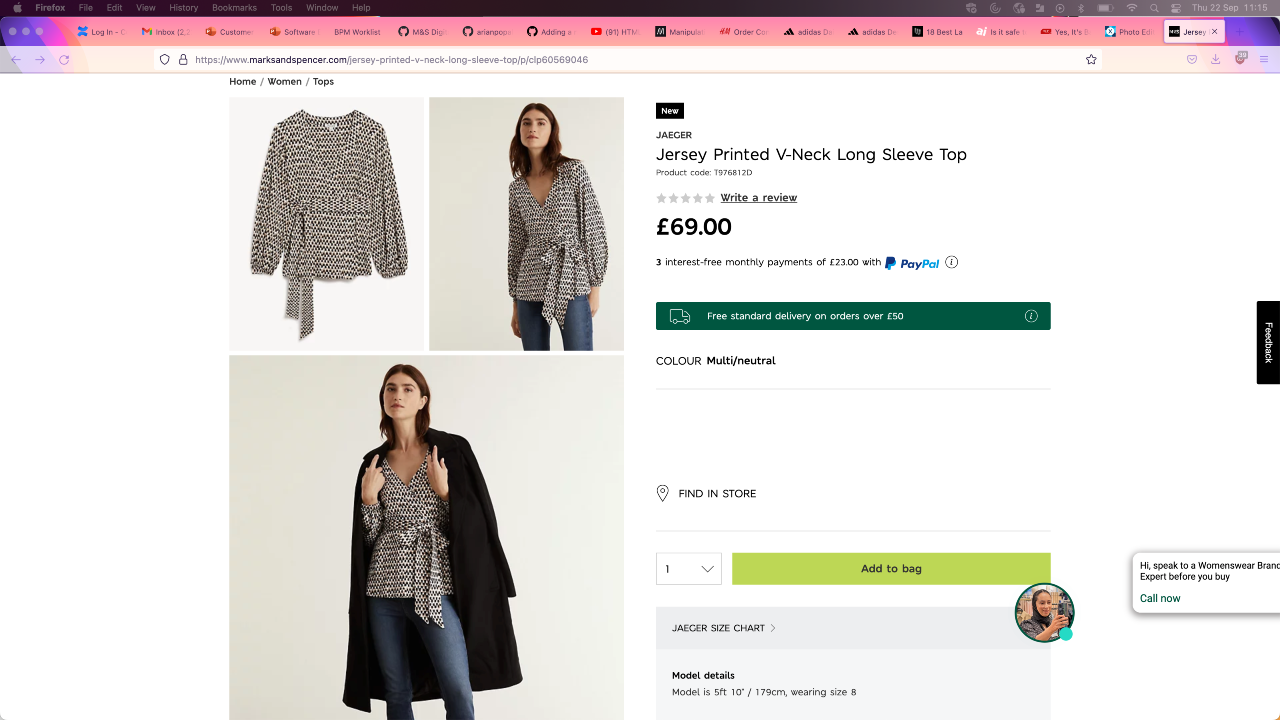 Firefox File Edit View History Bookmarks Tools Window Help
Thu 22 Sep 11:15
Log In - C
Inbox (2,2
Customer
Software
BPM Worklist
M&S Digi
arianpop
Adding a
(91) HTM
Manipulat
Order Con
adidas Da
adidas De
18 Best La
Is it safe t
Yes, It's S
Photo Edi
Jersey
https://www.marksandspencer.com/jersey-printed-v-neck-long-sleeve-top/p/clp60569046
Home / Women / Tops
New
JAEGER
Jersey Printed V-Neck Long Sleeve Top
Product code: T976812D
Write a review
£69.00
3 interest-free monthly payments of £23.00 with PayPal
Free standard delivery on orders over £50
COLOUR Multi/neutral
Feedback
FIND IN STORE
1
Add to bag
Hi, speak to a Womenswear Brand
Expert before you buy
Call now
JAEGER SIZE CHART
Model details
Model is 5ft 10" / 179cm, wearing size 8